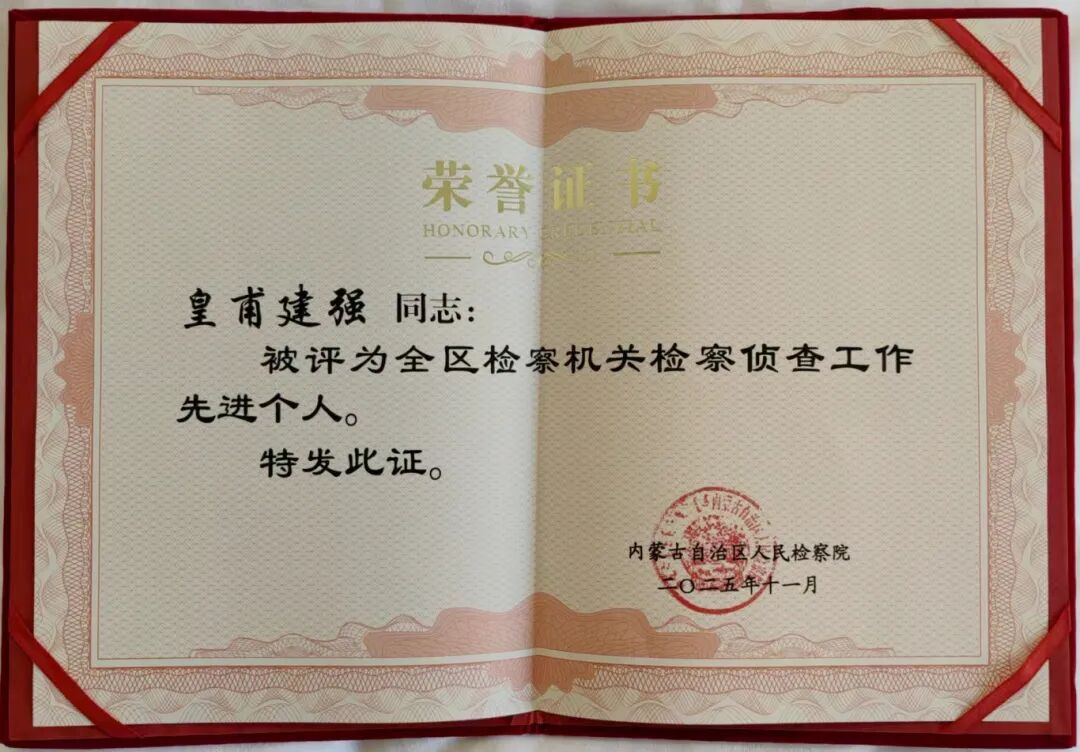 荣誉证书
HONORARY CREDENTIAL
皇甫建强 同志：
被评为全区检察机关检察侦查工作
先进个人。
特发此证。
内蒙古自治区人民检察院
二〇二五年十一月